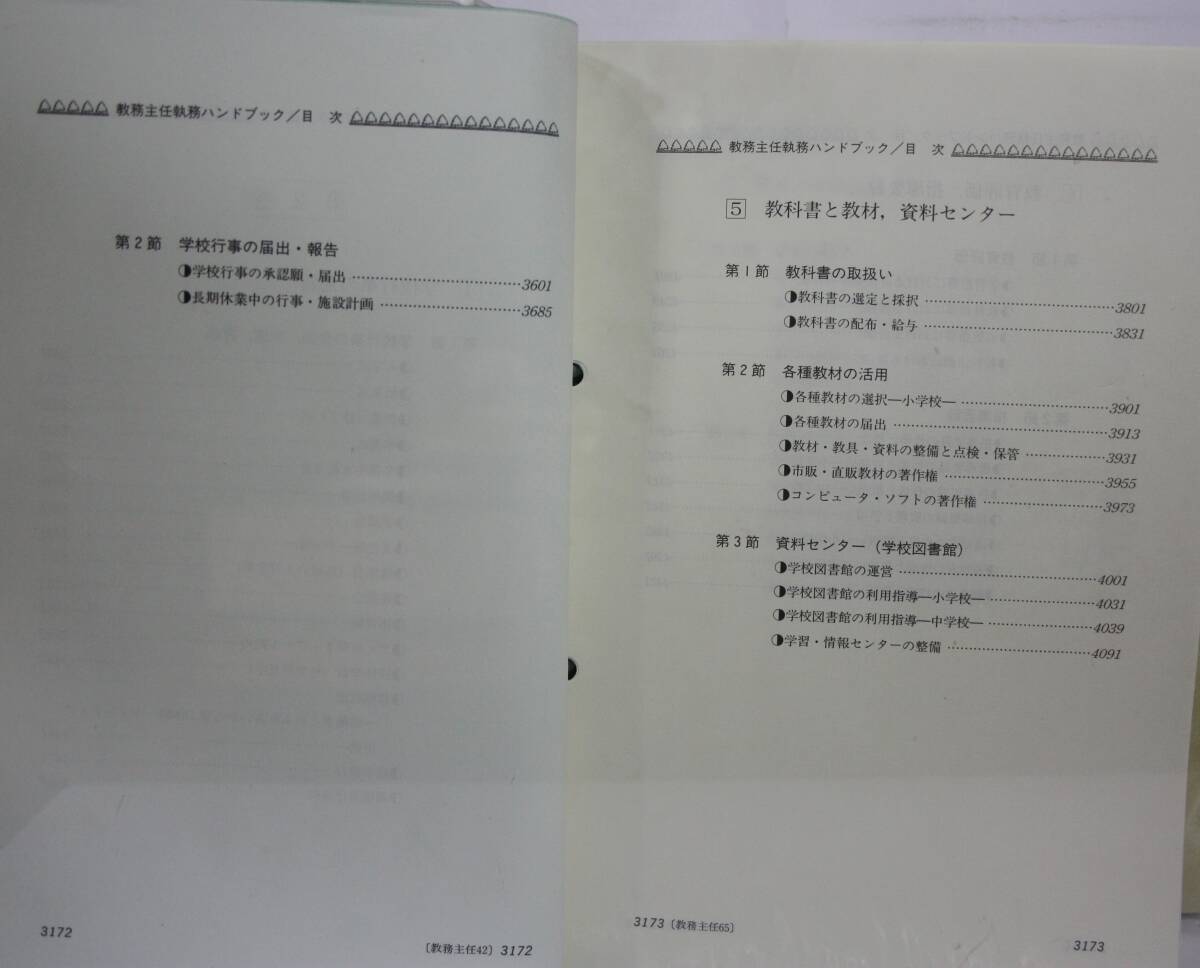 教務主任執務ハンドブック／目　次
第2節　学校行事の届出・報告
◑学校行事の承認願・届出 …………………………3601
◑長期休業中の行事・施設計画 ……………………3685
3172
〔教務主任42〕 3172
教務主任執務ハンドブック／目　次
5　教科書と教材，資料センター
第1節　教科書の取扱い
◑教科書の選定と採択 ………………………………3801
◑教科書の配布・給与 ………………………………3831
第2節　各種教材の活用
◑各種教材の選択―小学校― ………………………3901
◑各種教材の届出 ……………………………………3913
◑教材・教具・資料の整備と点検・保管 …………3931
◑市販・直販教材の著作権 …………………………3955
◑コンピュータ・ソフトの著作権 …………………3973
第3節　資料センター（学校図書館）
◑学校図書館の運営 …………………………………4001
◑学校図書館の利用指導―小学校― ………………4031
◑学校図書館の利用指導―中学校― ………………4039
◑学習・情報センターの整備 ………………………4091
3173〔教務主任65〕
3173